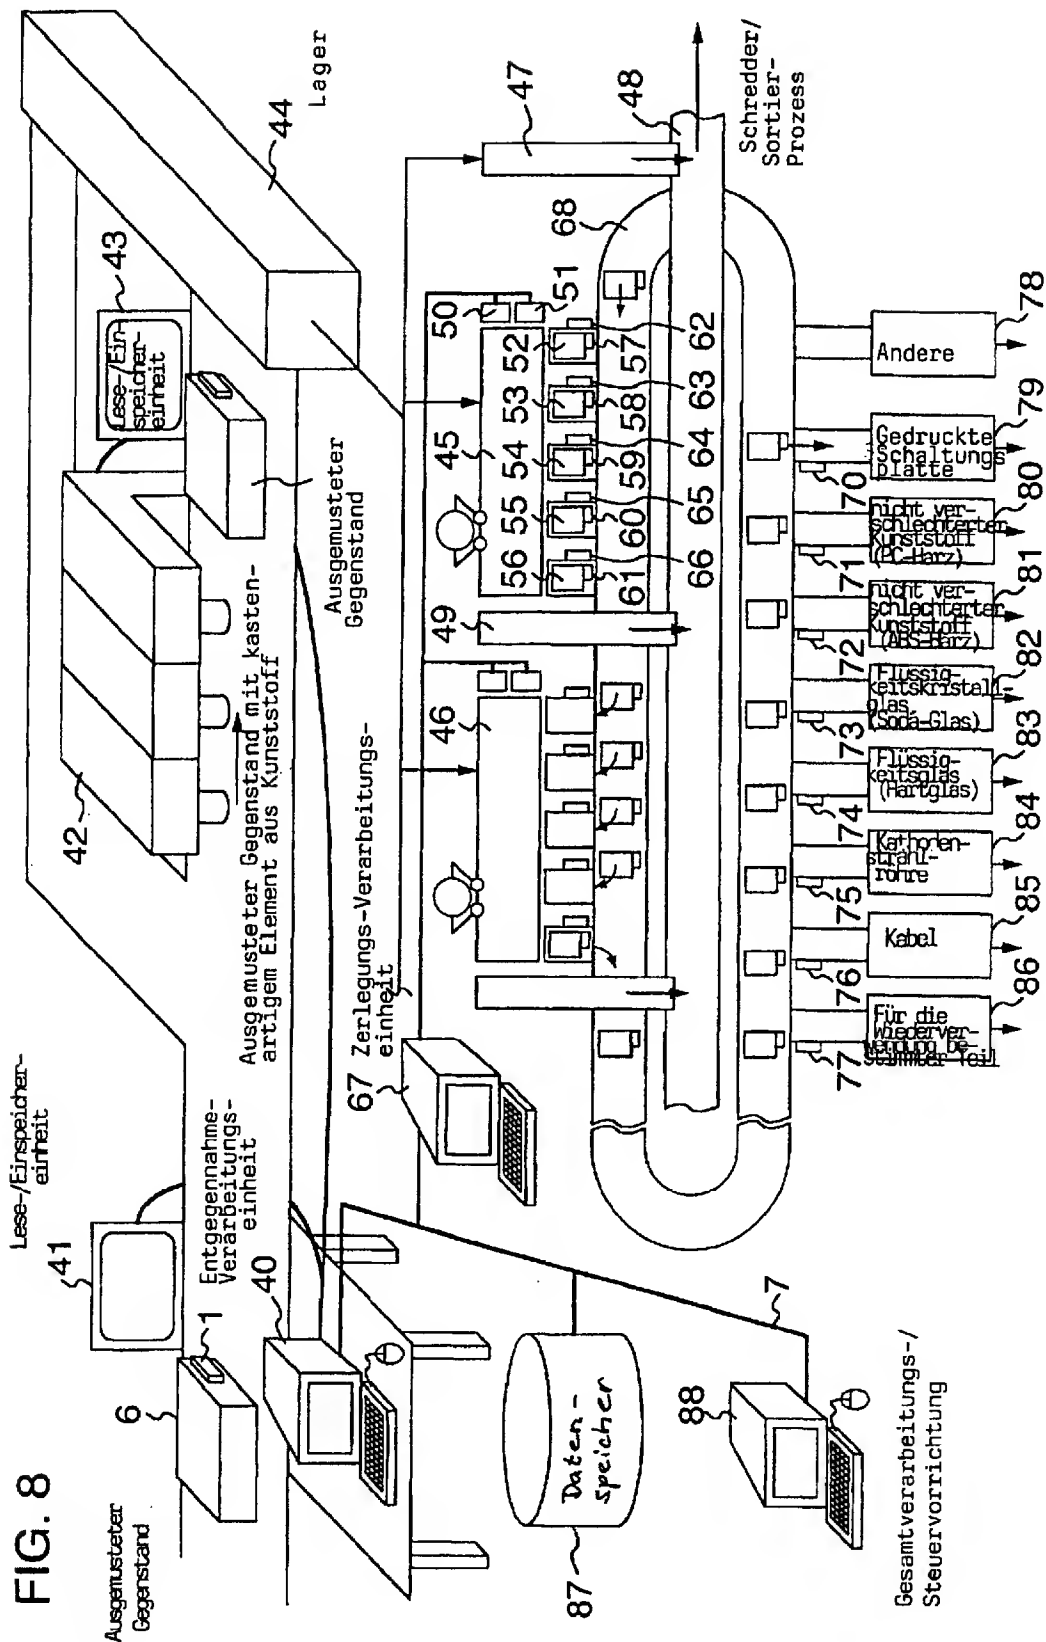 FIG. 8
Ausgemusteter
Gegenstand
6
1
Lese-/Einspeicher-
einheit
41
Entgegennahme-
Verarbeitungs-
einheit
40
42
Ausgemusteter Gegenstand mit kasten-
artigem Element aus Kunststoff
43
Lese-/Ein-
speicher-
einheit
Ausgemusteter
Gegenstand
44
Lager
67
Zerlegungs-Verarbeitungs-
einheit
46
49
45
50
51
47
48
56
55
54
53
52
61
60
59
58
57
66
65
64
63
62
68
Schredder/
Sortier-
Prozess
87
Daten-
speicher
88
7
Gesamtverarbeitungs-/
Steuervorrichtung
77
76
75
74
73
72
71
70
Für die
Wiederver-
wendung be-
stimmter Teil
86
Kabel
85
Kathoden-
strahl-
röhre
84
Flüssig-
keitsglas
(Hartglas)
83
Flüssig-
keitskristall-
glas
(Soda-Glas)
82
nicht ver-
schlechterter
Kunststoff
(ABS-Harz)
81
nicht ver-
schlechterter
Kunststoff
(PC-Harz)
80
Gedruckte
Schaltungs
platte
79
Andere
78